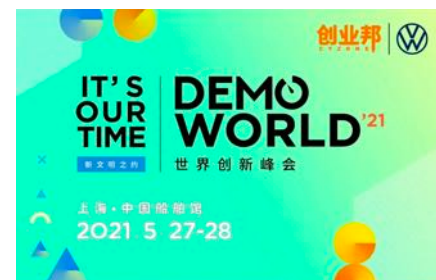 创业邦
CYZONE
IT'S
OUR
TIME
新文明之约
DEMO
WORLD'21
世界创新峰会
上海·中国船舶馆
2021 5 27-28